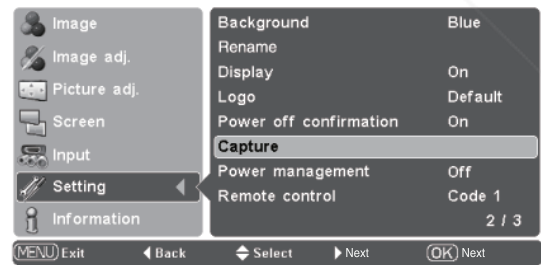 Image
Image adj.
Picture adj.
Screen
Input
Setting
Information
Background Blue
Rename
Display On
Logo Default
Power off confirmation On
Capture
Power management Off
Remote control Code 1
2 / 3
MENU Exit Back Select Next OK Next